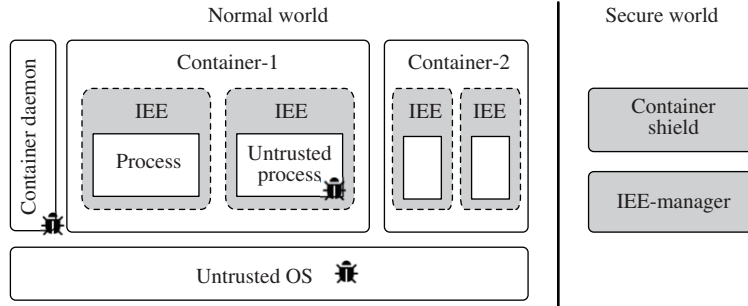 Normal world
Secure world
Container daemon
Container-1
Container-2
IEE
IEE
IEE
IEE
Process
Untrusted
process
Container
shield
IEE-manager
Untrusted OS